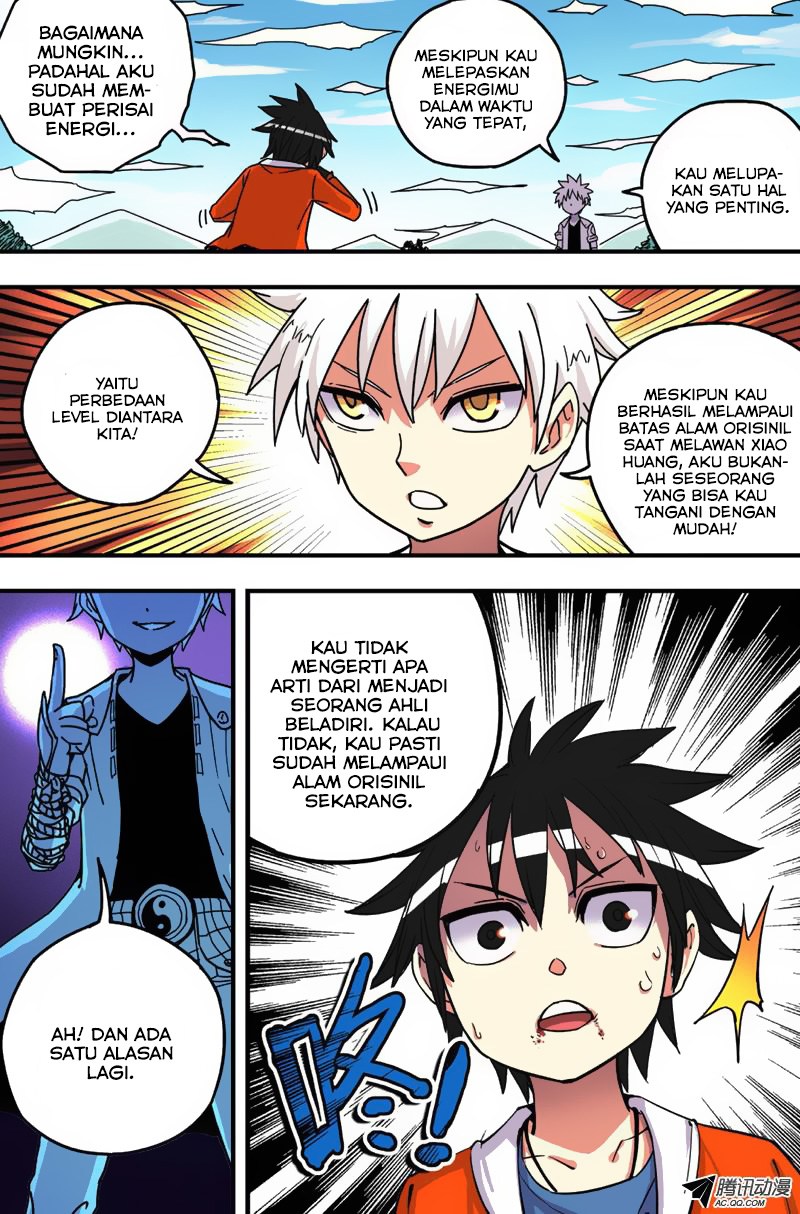 BAGAIMANA
MUNGKIN...
PADAHAL AKU
SUDAH MEM-
BUAT PERISAI
ENERGI...
MESKIPUN KAU
MELEPASKAN
ENERGIMU
DALAM WAKTU
YANG TEPAT,
KAU MELUPA-
KAN SATU HAL
YANG PENTING.
YAITU
PERBEDAAN
LEVEL DIANTARA
KITA!
MESKIPUN KAU
BERHASIL MELAMPAUI
BATAS ALAM ORISINIL
SAAT MELAWAN XIAO
HUANG, AKU BUKAN-
LAH SESEORANG
YANG BISA KAU
TANGANI DENGAN
MUDAH!
KAU TIDAK
MENGERTI APA
ARTI DARI MENJADI
SEORANG AHLI
BELADIRI. KALAU
TIDAK, KAU PASTI
SUDAH MELAMPAUI
ALAM ORISINIL
SEKARANG.
AH! DAN ADA
SATU ALASAN
LAGI.
咚!
腾讯动漫
AC.QQ.COM